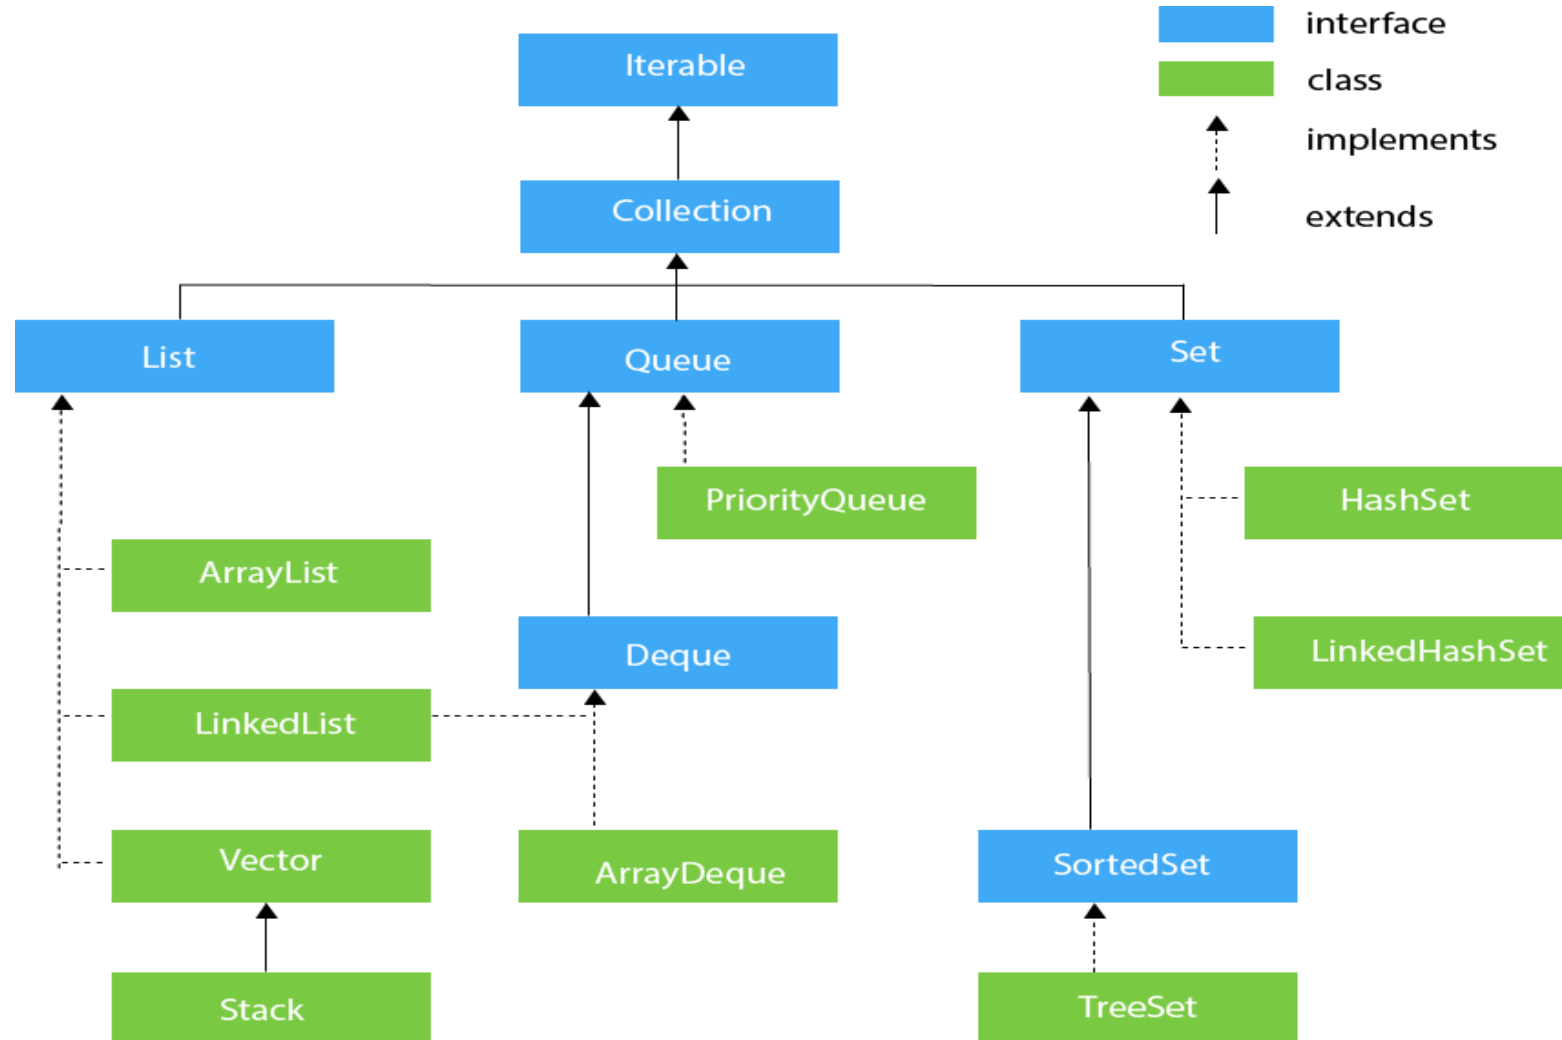 interface
Iterable
class
implements
Collection
extends
List
Queue
Set
PriorityQueue
HashSet
ArrayList
Deque
LinkedHashSet
LinkedList
Vector
ArrayDeque
SortedSet
Stack
TreeSet